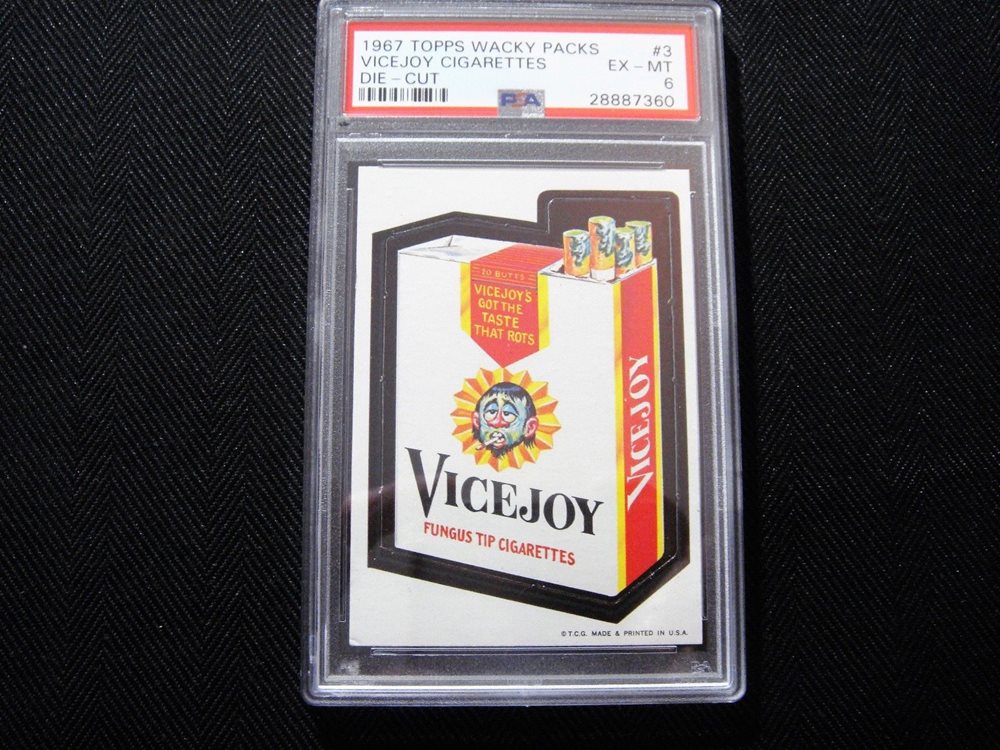 1967 TOPPS WACKY PACKS #3
VICEJOY CIGARETTES EX - MT
DIE - CUT 6
PSA 28887360
20 BUTTS
VICEJOY'S
GOT THE
TASTE
THAT ROTS
VICEJOY
VICEJOY
FUNGUS TIP CIGARETTES
© T.C.G. MADE & PRINTED IN U.S.A.